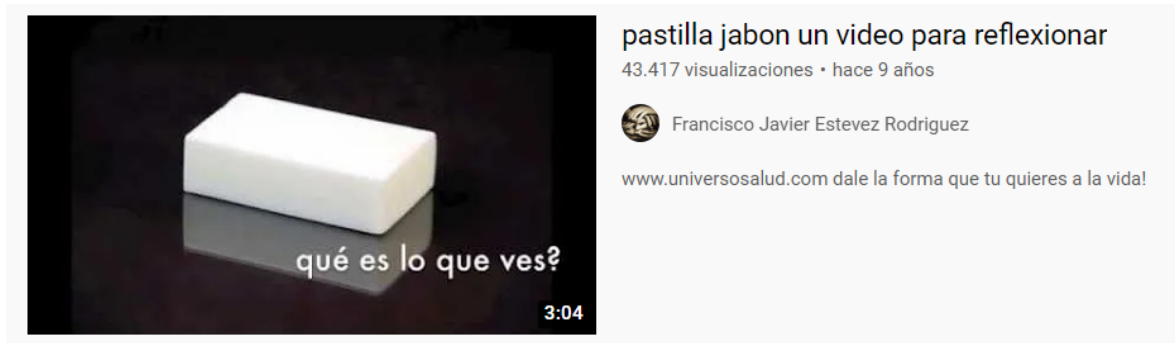 qué es lo que ves?
3:04
pastilla jabon un video para reflexionar
43.417 visualizaciones • hace 9 años
Francisco Javier Estevez Rodriguez
www.universosalud.com dale la forma que tu quieres a la vida!